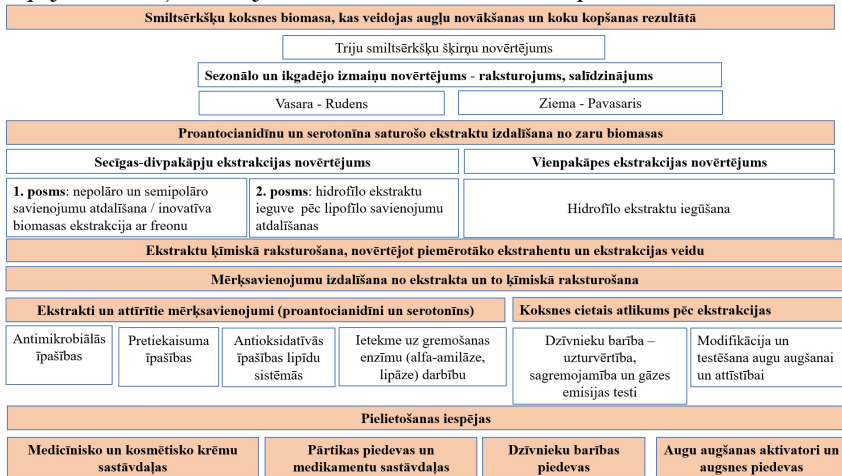 Smiltsērkšķu koksnes biomasa, kas veidojas augļu novākšanas un koku kopšanas rezultātā
Triju smiltsērkšķu šķirņu novērtējums
Sezonālo un ikgadējo izmaiņu novērtējums - raksturojums, salīdzinājums
Vasara - Rudens
Ziema - Pavasaris
Proantocianidīnu un serotonīna saturošo ekstraktu izdalīšana no zaru biomasas
Secīgas-divpakāpju ekstrakcijas novērtējums
Vienpakāpes ekstrakcijas novērtējums
1. posms: nepolāro un semipolāro
savienojumu atdalīšana / inovatīva
biomasas ekstrakcija ar freonu
2. posms: hidrofīlo ekstraktu
ieguve pēc lipofīlo savienojumu
atdalīšanas
Hidrofīlo ekstraktu iegūšana
Ekstraktu ķīmiskā raksturošana, novērtējot piemērotāko ekstrahentu un ekstrakcijas veidu
Mērķsavienojumu izdalīšana no ekstrakta un to ķīmiskā raksturošana
Ekstrakti un attīrītie mērķsavienojumi (proantocianidīni un serotonīns)
Koksnes cietais atlikums pēc ekstrakcijas
Antimikrobiālās
īpašības
Pretiekaisuma
īpašības
Antioksidatīvās
īpašības lipīdu
sistēmās
Ietekme uz gremošanas
enzīmu (alfa-amilāze,
lipāze) darbību
Dzīvnieku barība –
uzturvērtība,
sagremojamība un gāzes
emisijas testi
Modifikācija un
testēšana augu augšanai
un attīstībai
Pielietošanas iespējas
Medicīnisko un kosmētisko krēmu
sastāvdaļas
Pārtikas piedevas un
medikamentu sastāvdaļas
Dzīvnieku barības
piedevas
Augu augšanas aktivatori un
augsnes piedevas